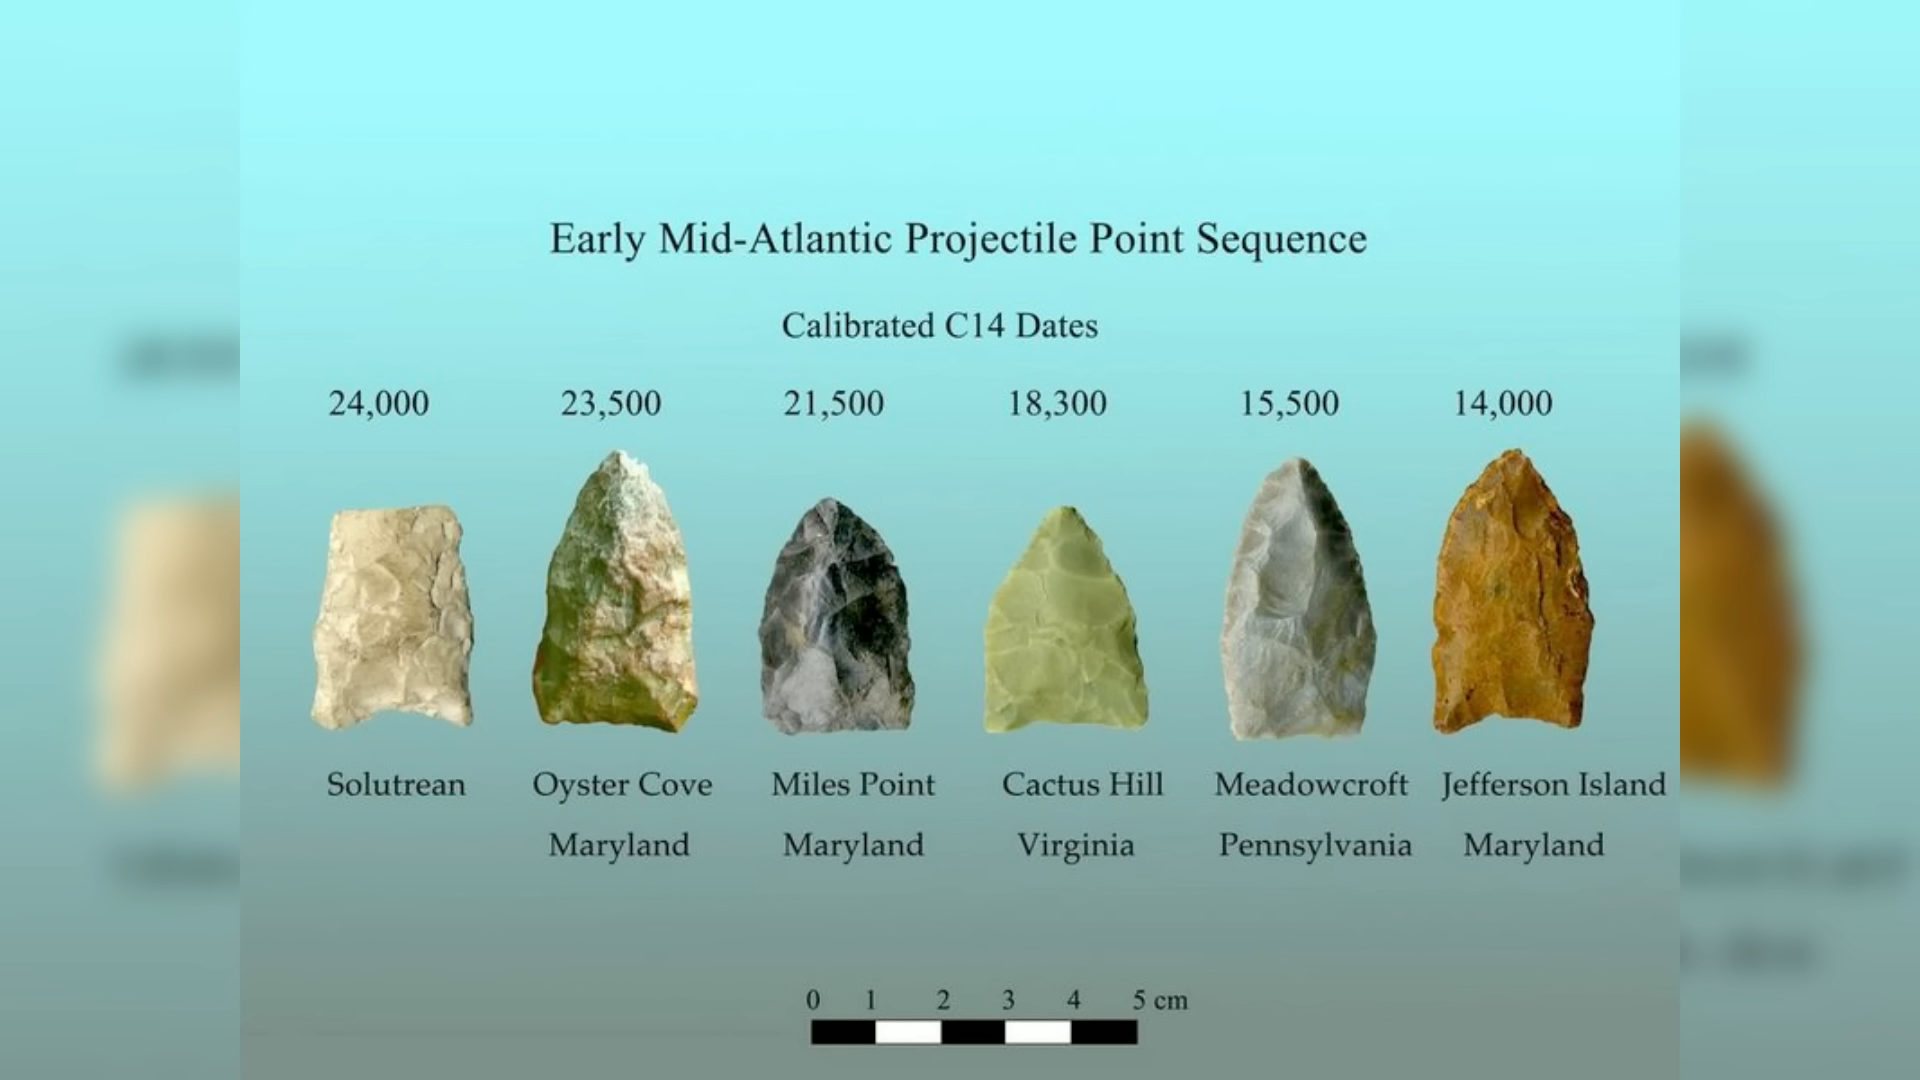 Early Mid-Atlantic Projectile Point Sequence
Calibrated C14 Dates
24,000 23,500 21,500 18,300 15,500 14,000
Solutrean Oyster Cove Miles Point Cactus Hill Meadowcroft Jefferson Island
Maryland Maryland Virginia Pennsylvania Maryland
0 1 2 3 4 5 cm